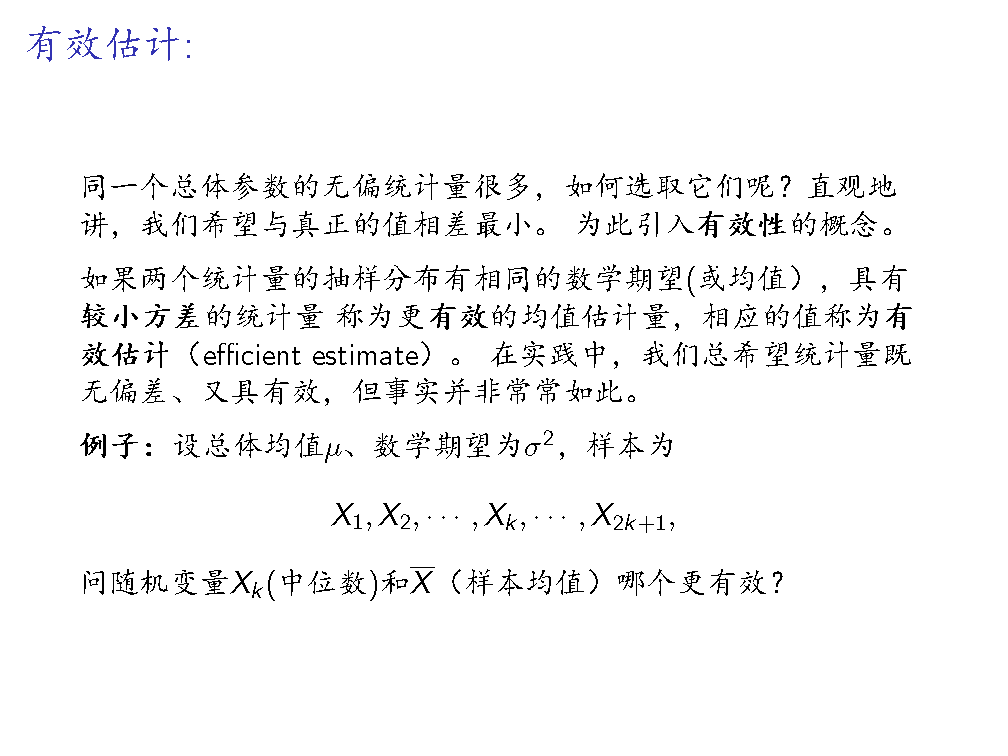 有效估计:
同一个总体参数的无偏统计量很多，如何选取它们呢？直观地
讲，我们希望与真正的值相差最小。 为此引入有效性的概念。
如果两个统计量的抽样分布有相同的数学期望(或均值），具有
较小方差的统计量 称为更有效的均值估计量，相应的值称为有
效估计（efficient estimate）。 在实践中，我们总希望统计量既
无偏差、又具有效，但事实并非常常如此。
例子：设总体均值μ、数学期望为σ²，样本为
X₁, X₂, ⋯ , Xₖ, ⋯ , X₂ₖ₊₁,
问随机变量Xₖ(中位数)和X̅（样本均值）哪个更有效？